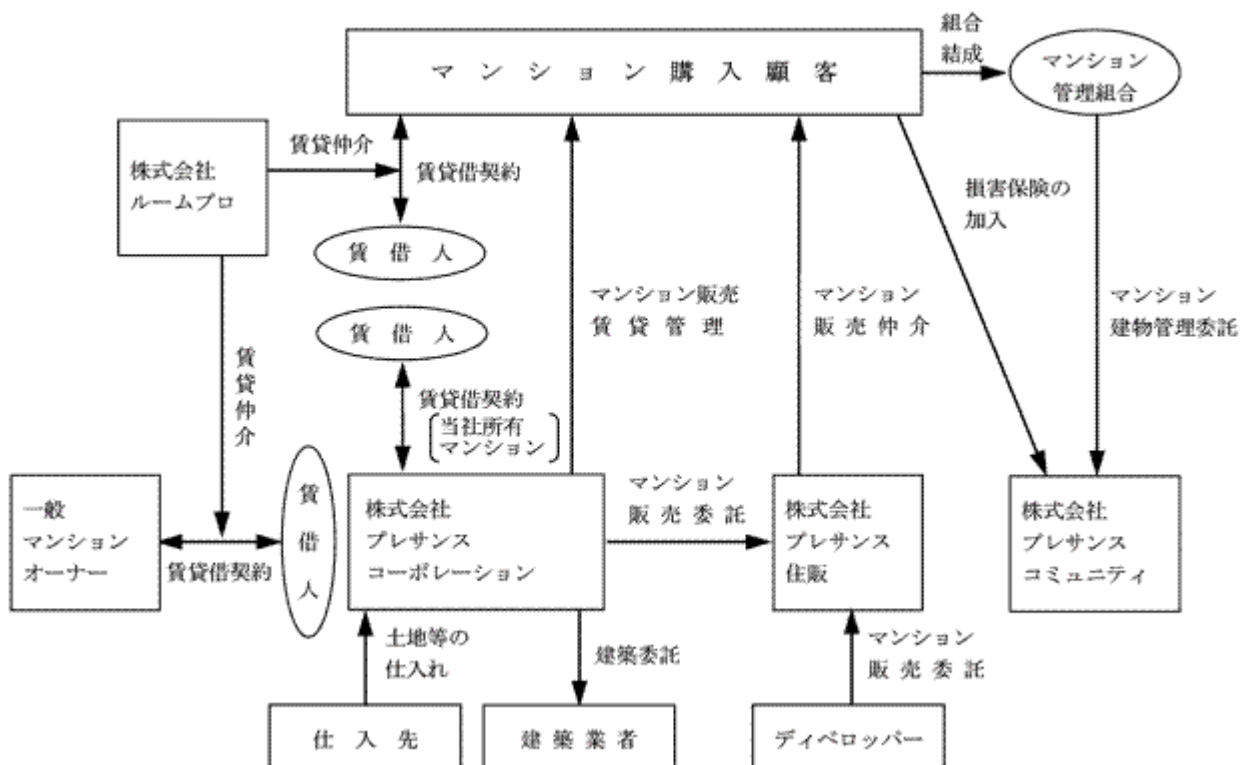 組合
結成
マンション購入顧客
マンション
管理組合
賃貸仲介
株式会社
ルームプロ
賃貸借契約
損害保険の
加入
賃借人
マンション販売
賃貸管理
マンション
販売仲介
マンション
建物管理委託
賃借人
賃貸仲介
賃貸借契約
当社所有
マンション
一般
マンション
オーナー
賃貸借契約
賃借人
株式会社
プレサンス
コーポレーション
マンション
販売委託
株式会社
プレサンス
住販
株式会社
プレサンス
コミュニティ
土地等の
仕入れ
建築委託
マンション
販売委託
仕入先
建築業者
ディベロッパー